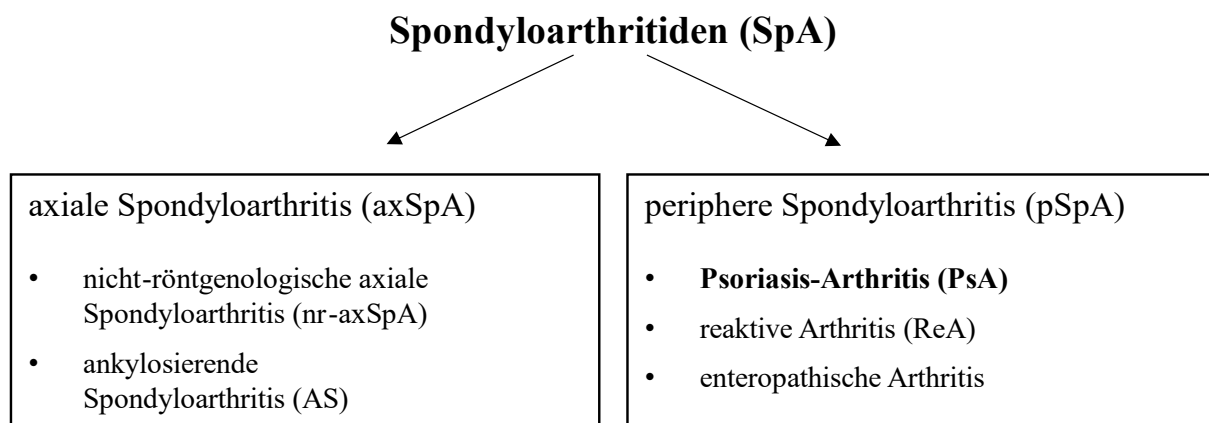 Spondyloarthritiden (SpA)
axiale Spondyloarthritis (axSpA)
• nicht-röntgenologische axiale
Spondyloarthritis (nr-axSpA)
• ankylosierende
Spondyloarthritis (AS)
periphere Spondyloarthritis (pSpA)
• Psoriasis-Arthritis (PsA)
• reaktive Arthritis (ReA)
• enteropathische Arthritis